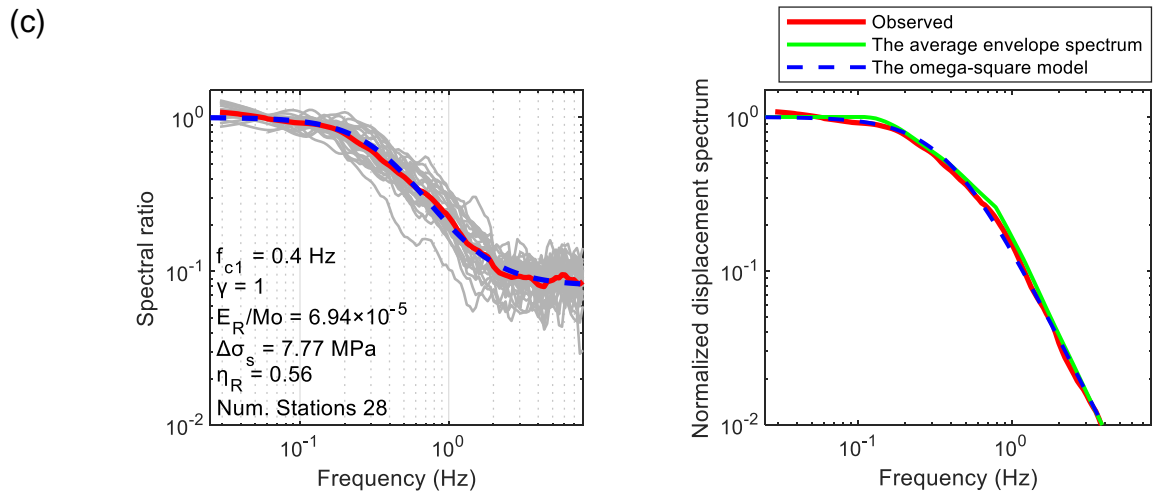 (c)
Spectral ratio
10⁰
10⁻¹
10⁻²
f_c1 = 0.4 Hz
γ = 1
E_R/Mo = 6.94×10⁻⁵
Δσ_s = 7.77 MPa
η_R = 0.56
Num. Stations 28
10⁻¹
10⁰
Frequency (Hz)
Observed
The average envelope spectrum
The omega-square model
Normalized displacement spectrum
10⁰
10⁻¹
10⁻²
10⁻¹
10⁰
Frequency (Hz)